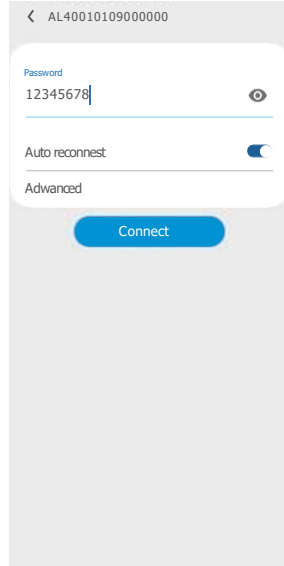 AL40010109000000
Password
12345678
Auto reconnest
Adwanced
Connect